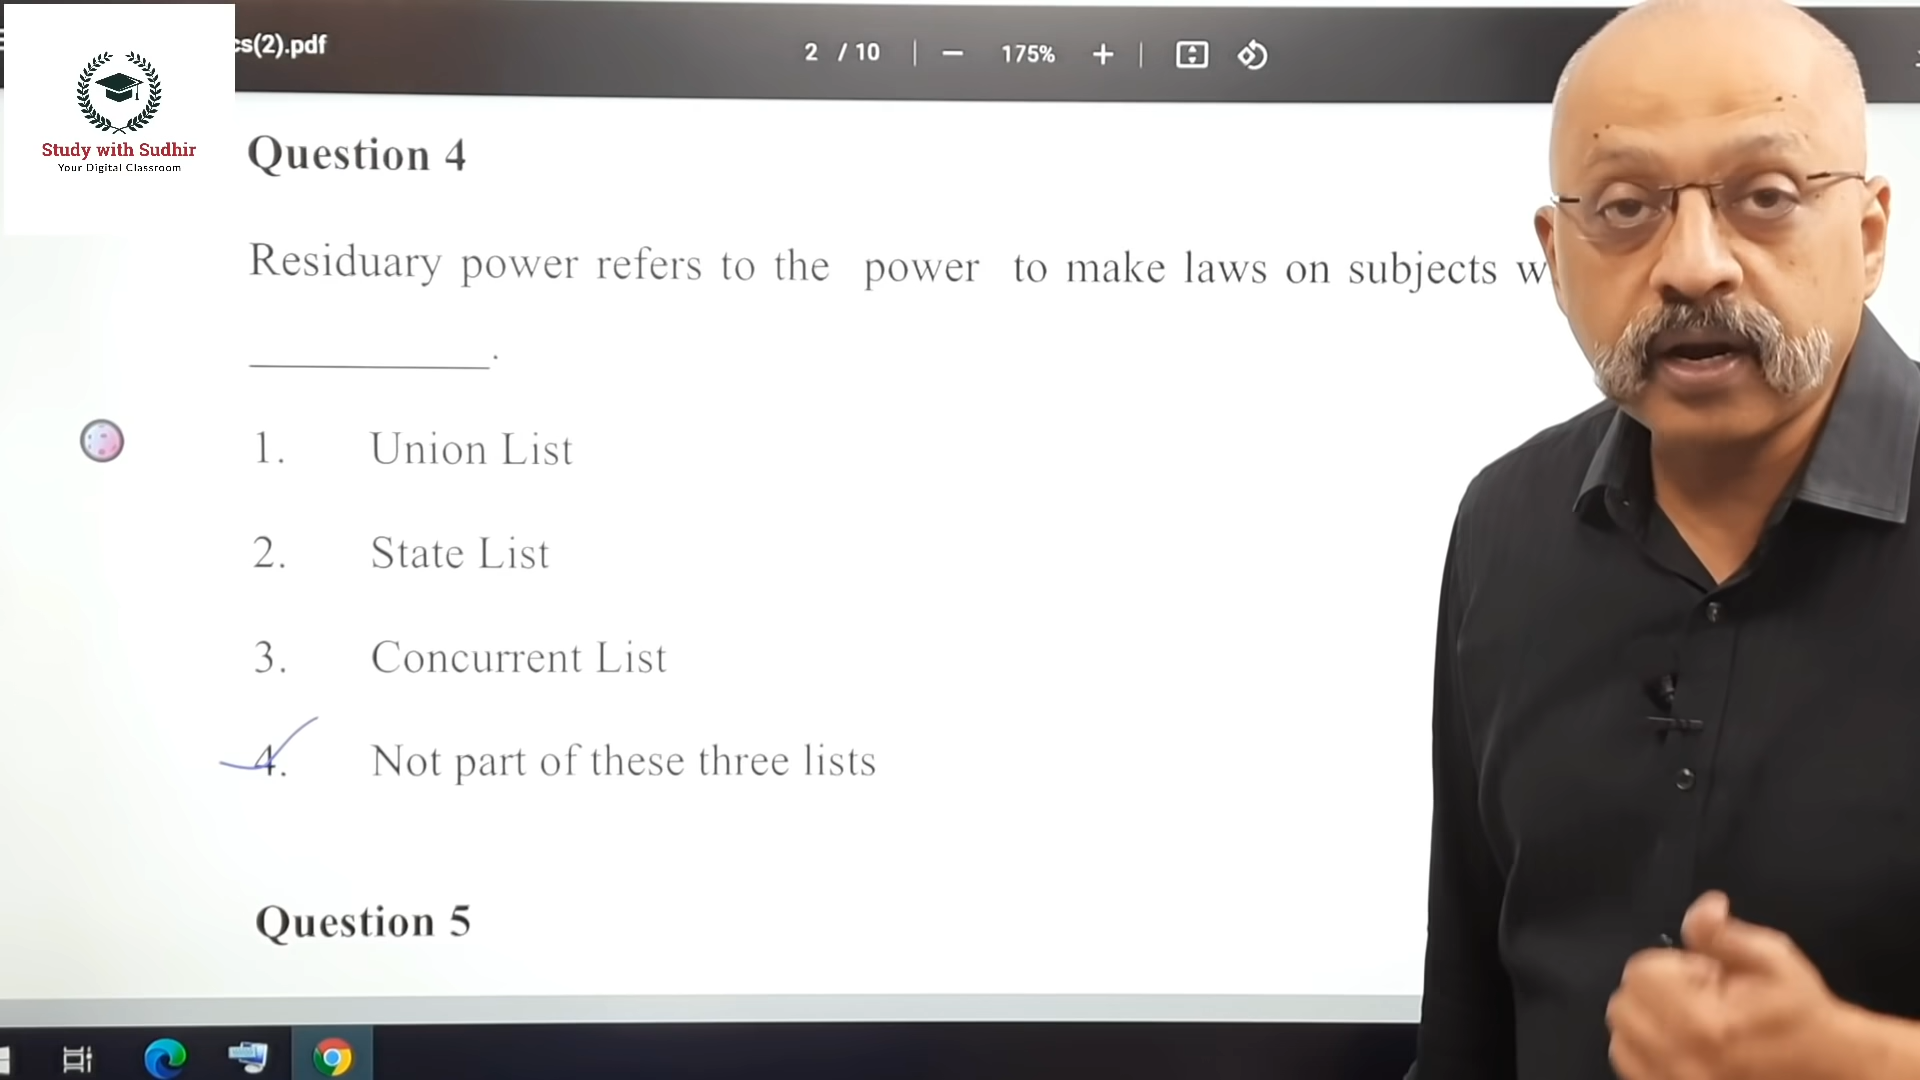 cs(2).pdf
2 / 10
175%
Study with Sudhir
Your Digital Classroom
Question 4
Residuary power refers to the power to make laws on subjects
____________.
1. Union List
2. State List
3. Concurrent List
4. Not part of these three lists
Question 5